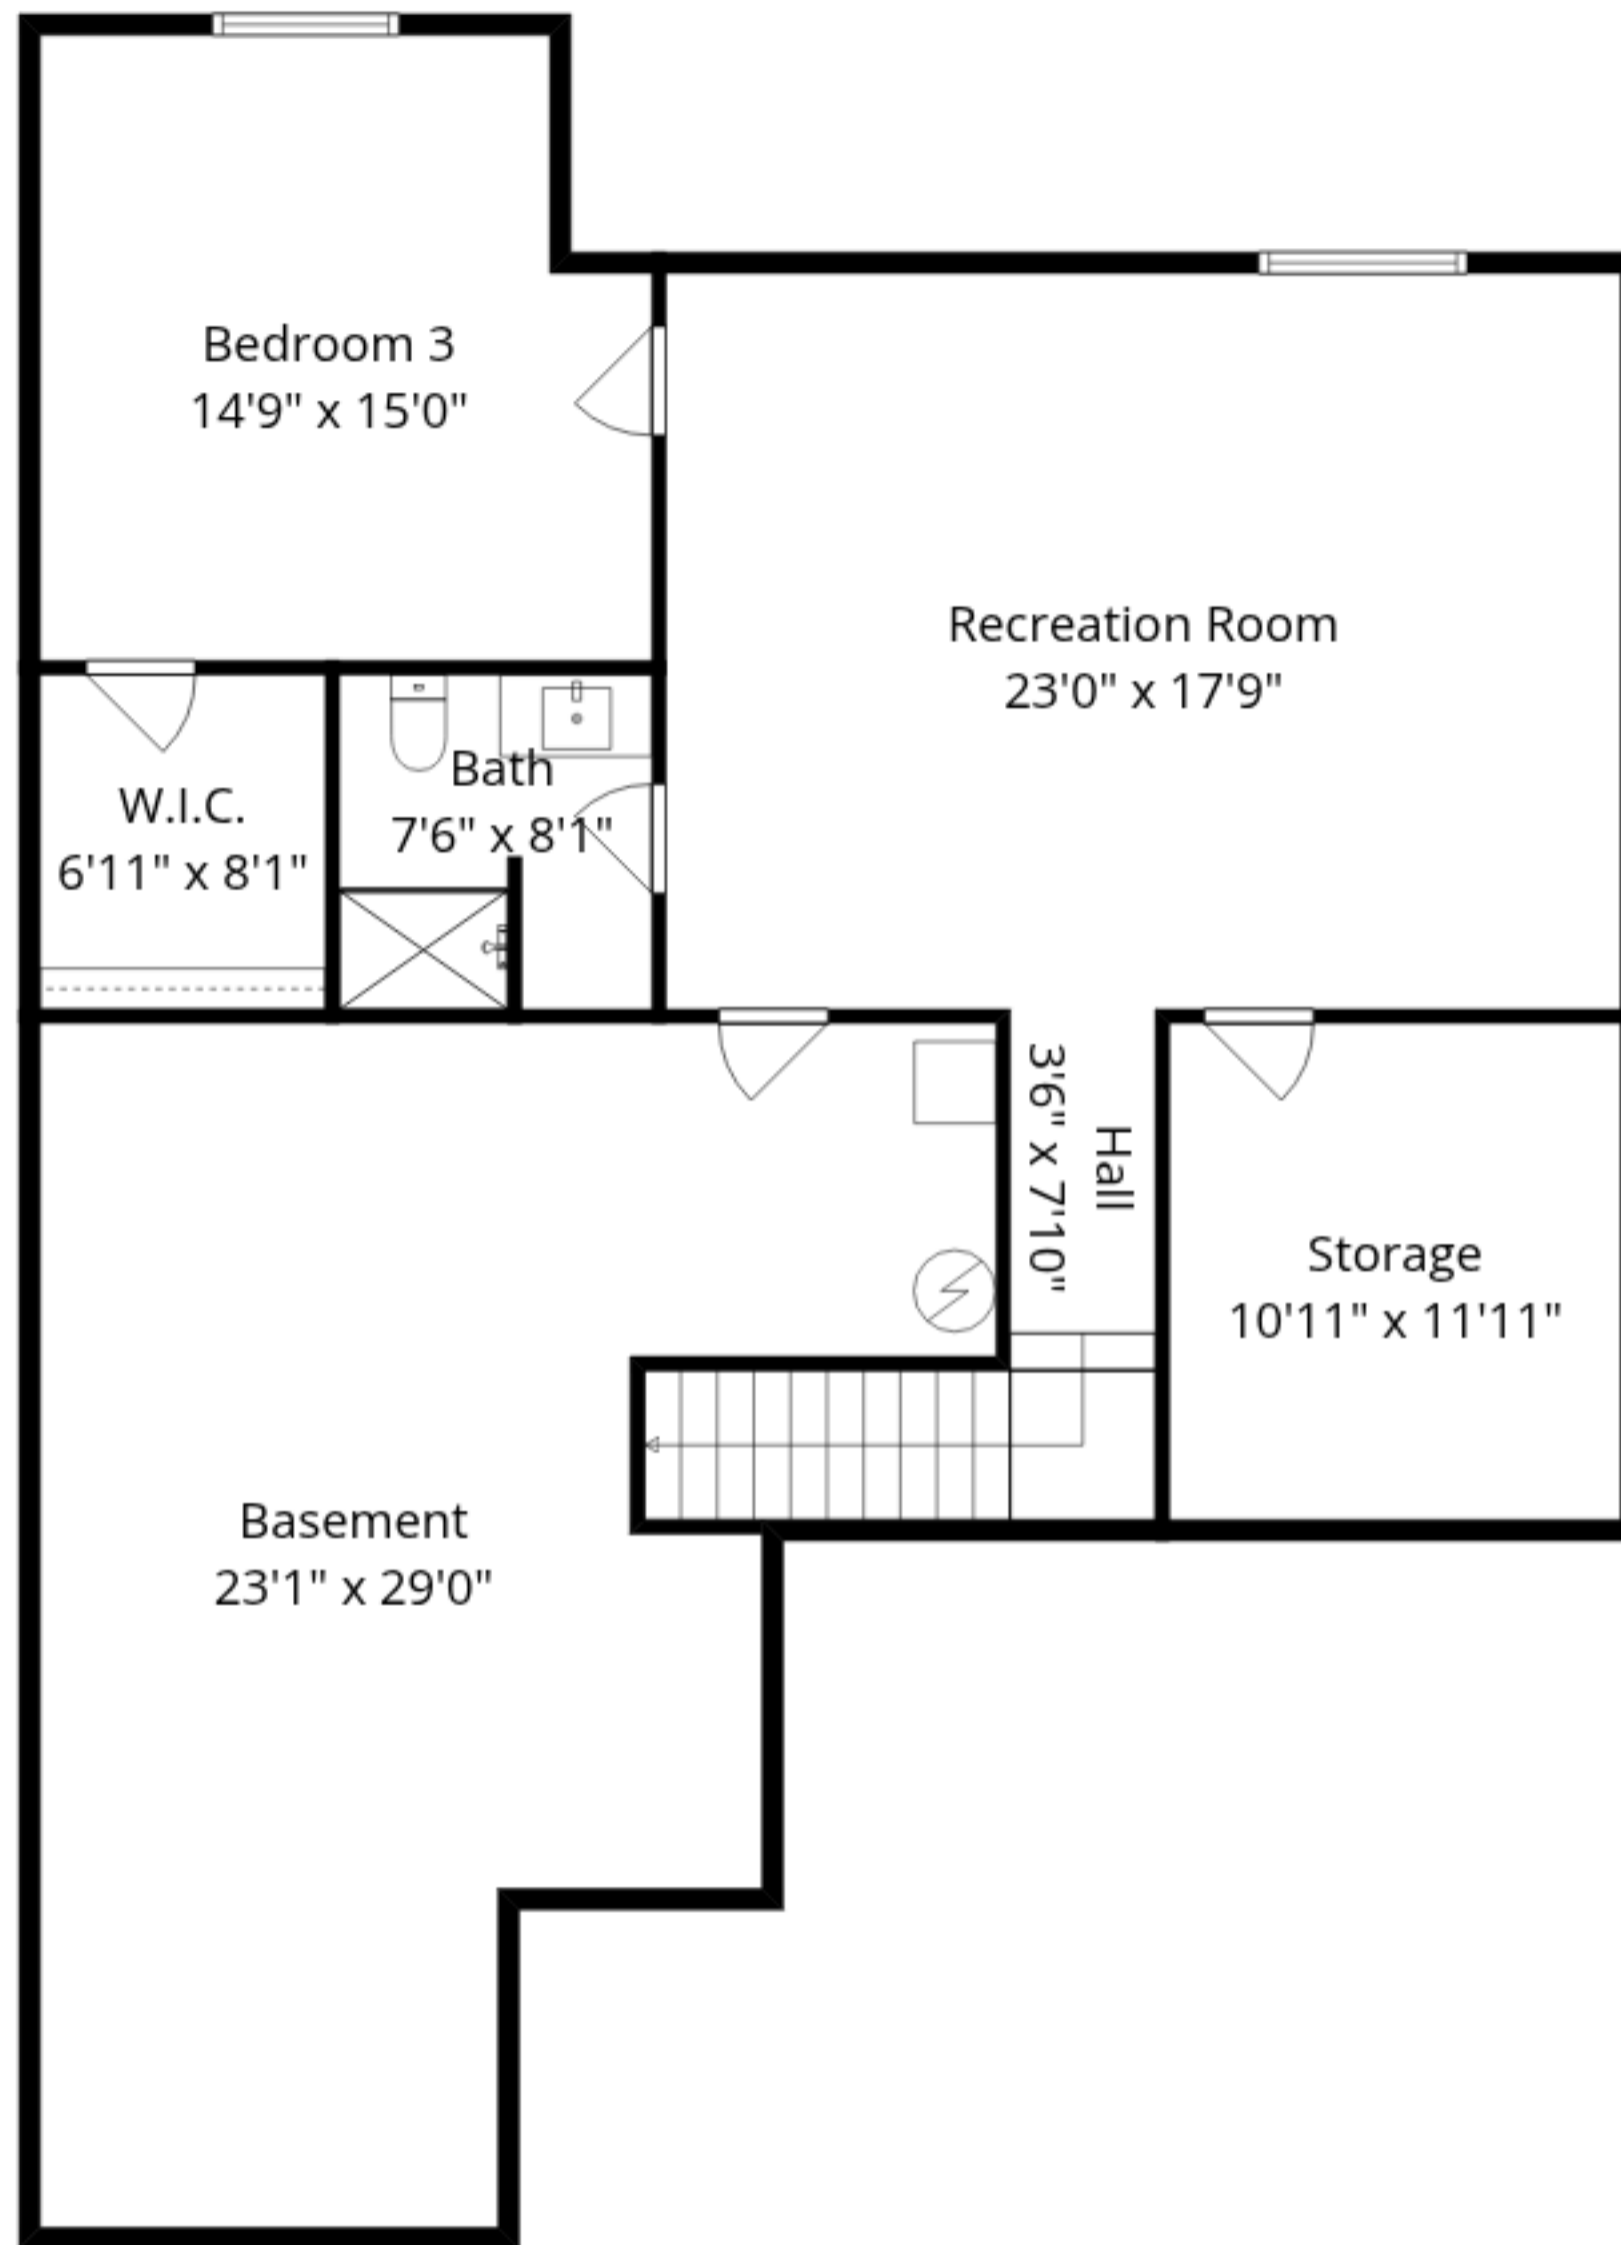 Bedroom 3
14'9" x 15'0"
Recreation Room
23'0" x 17'9"
W.I.C.
6'11" x 8'1"
Bath
7'6" x 8'1"
Hall
3'6" x 7'10"
Storage
10'11" x 11'11"
Basement
23'1" x 29'0"